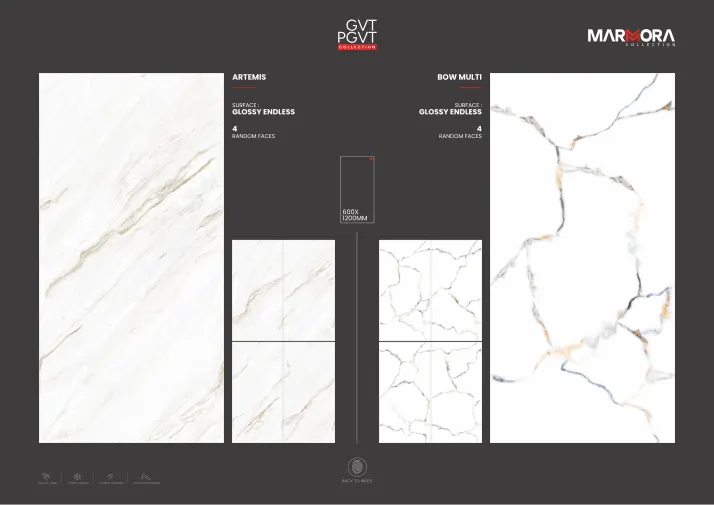 GVT
PGVT
COLLECTION
MARMORA
COLLECTION
ARTEMIS
SURFACE :
GLOSSY ENDLESS
4
RANDOM FACES
BOW MULTI
SURFACE :
GLOSSY ENDLESS
4
RANDOM FACES
600X
1200MM
BACK TO INDEX